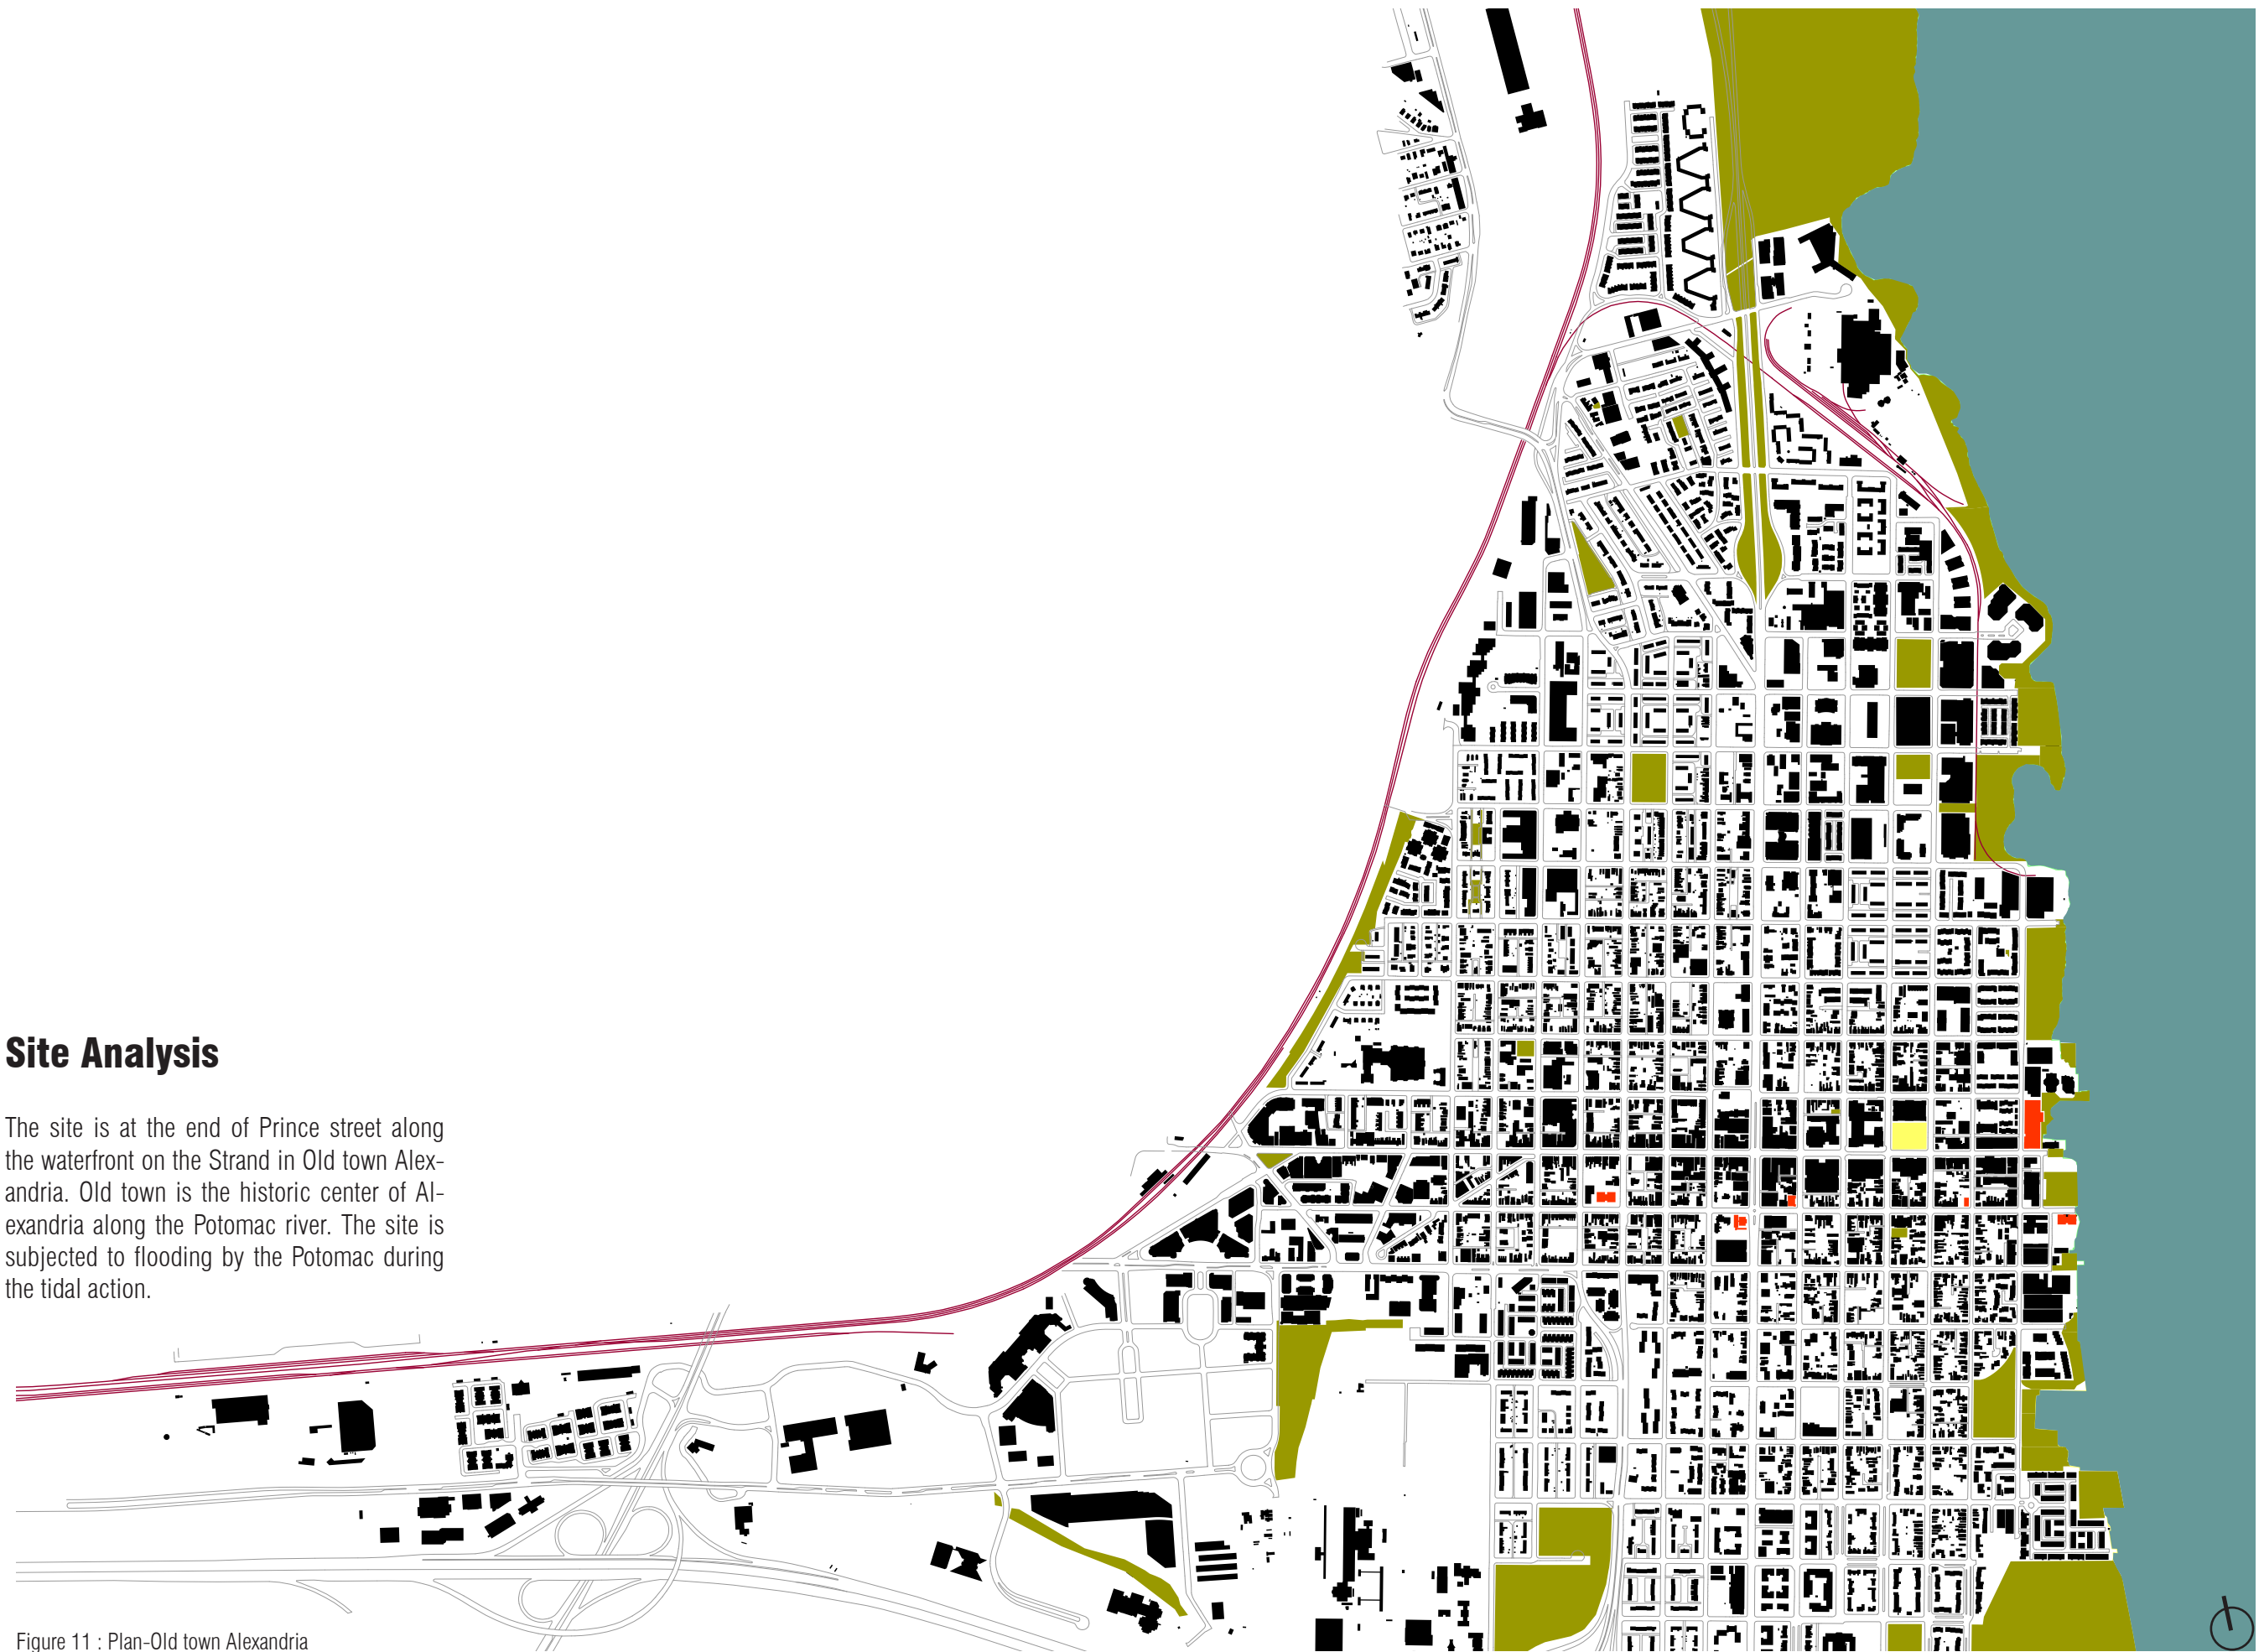 Site Analysis
The site is at the end of Prince street along
the waterfront on the Strand in Old town Alex-
andria. Old town is the historic center of Al-
exandria along the Potomac river. The site is
subjected to flooding by the Potomac during
the tidal action.
Figure 11 : Plan-Old town Alexandria